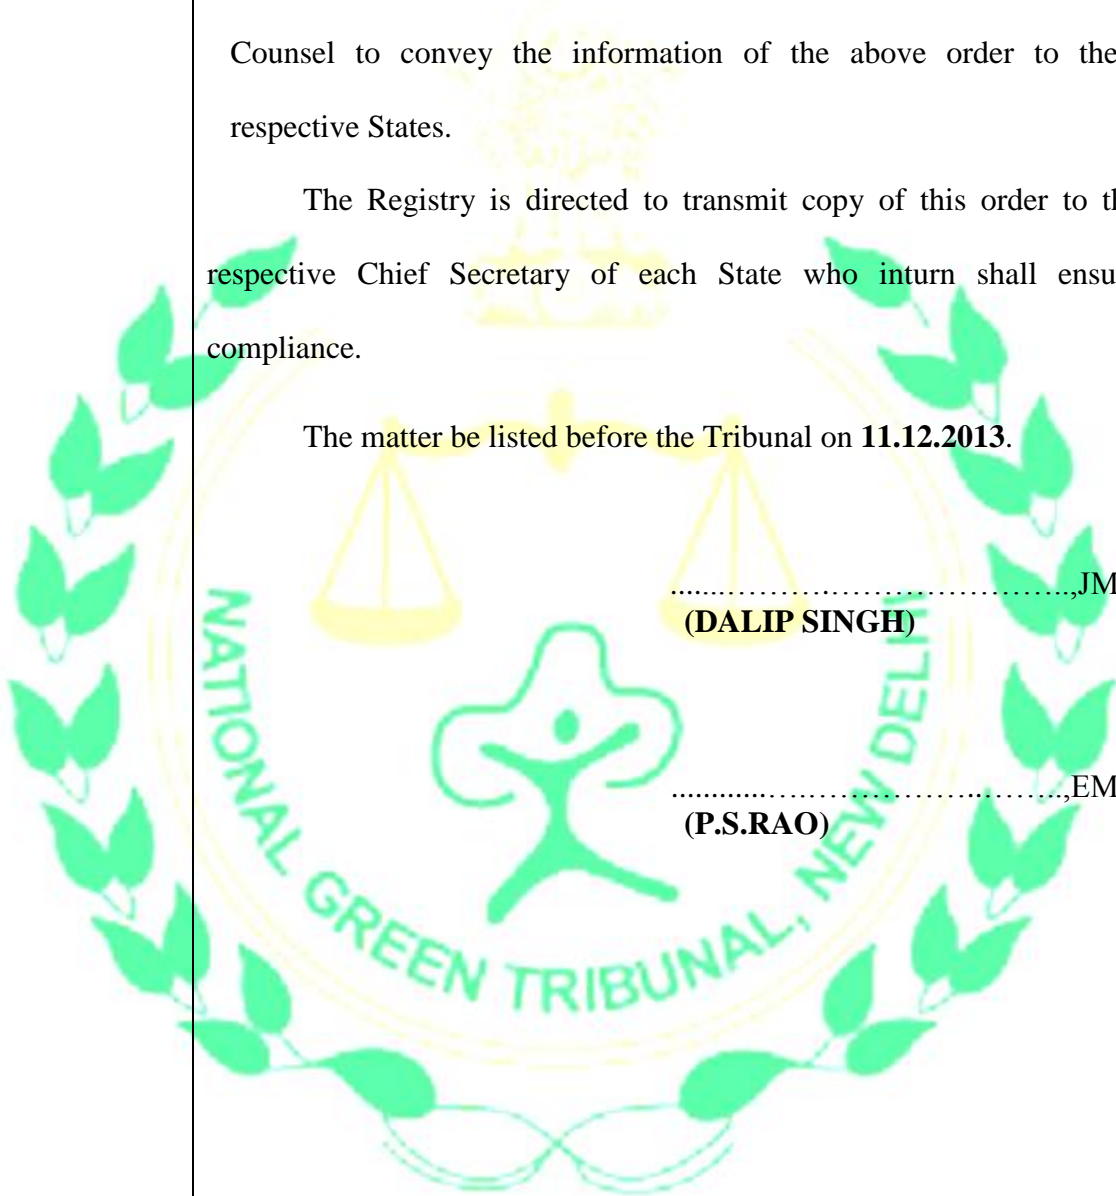 Counsel to convey the information of the above order to the
respective States.
The Registry is directed to transmit copy of this order to
respective Chief Secretary of each State who inturn shall
compliance.
The matter be listed before the Tribunal on 11.12.2013.
.......……….……………………..,JM
(DALIP SINGH)
............….………………..……..,EM
(P.S.RAO)
NATIONAL GREEN TRIBUNAL, NEW DELHI